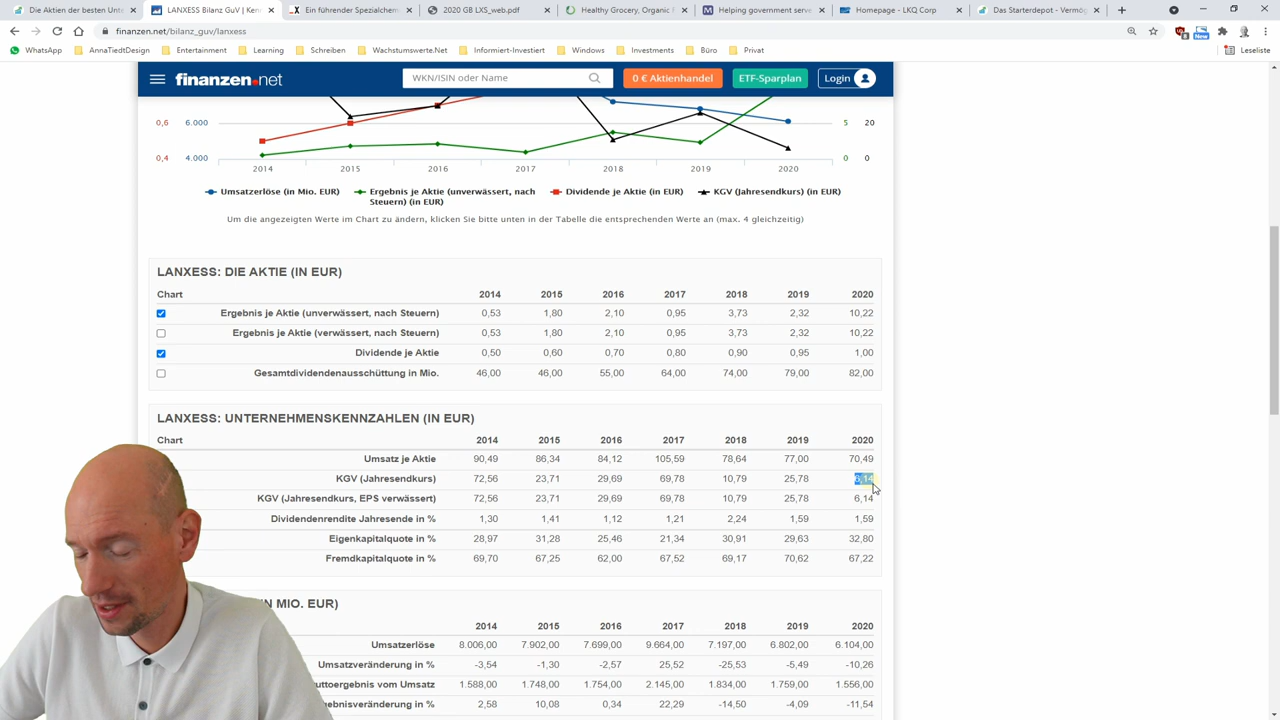 Die Aktien der besten Unt
LANXESS Bilanz GuV | Ken
Ein führender Spezialchem
2020 GB LXS_web.pdf
Healthy Grocery, Organic F
Helping government serve
Homepage - LKQ Corp
Das Starterdepot - Vermög
finanzen.net/bilanz_guv/lanxess
WhatsApp
AnnaTiedtDesign
Entertainment
Learning
Schreiben
Wachstumswerte.Net
Informiert-Investiert
Windows
Investments
Büro
Privat
Leseliste
finanzen.net
WKN/ISIN oder Name
0 € Aktienhandel
ETF-Sparplan
Login
0,6 6.000 5 20
0,4 4.000 0 0
2014 2015 2016 2017 2018 2019 2020
Umsatzerlöse (in Mio. EUR) Ergebnis je Aktie (unverwässert, nach Steuern) (in EUR) Dividende je Aktie (in EUR) KGV (Jahresendkurs) (in EUR)
Um die angezeigten Werte im Chart zu ändern, klicken Sie bitte unten in der Tabelle die entsprechenden Werte an (max. 4 gleichzeitig)
LANXESS: DIE AKTIE (IN EUR)
Chart 2014 2015 2016 2017 2018 2019 2020
Ergebnis je Aktie (unverwässert, nach Steuern) 0,53 1,80 2,10 0,95 3,73 2,32 10,22
Ergebnis je Aktie (verwässert, nach Steuern) 0,53 1,80 2,10 0,95 3,73 2,32 10,22
Dividende je Aktie 0,50 0,60 0,70 0,80 0,90 0,95 1,00
Gesamtdividendenausschüttung in Mio. 46,00 46,00 55,00 64,00 74,00 79,00 82,00
LANXESS: UNTERNEHMENSKENNZAHLEN (IN EUR)
Chart 2014 2015 2016 2017 2018 2019 2020
Umsatz je Aktie 90,49 86,34 84,12 105,59 78,64 77,00 70,49
KGV (Jahresendkurs) 72,56 23,71 29,69 69,78 10,79 25,78 6,14
KGV (Jahresendkurs, EPS verwässert) 72,56 23,71 29,69 69,78 10,79 25,78 6,14
Dividendenrendite Jahresende in % 1,30 1,41 1,12 1,21 2,24 1,59 1,59
Eigenkapitalquote in % 28,97 31,28 25,46 21,34 30,91 29,63 32,80
Fremdkapitalquote in % 69,70 67,25 62,00 67,52 69,17 70,62 67,22
IN MIO. EUR)
2014 2015 2016 2017 2018 2019 2020
Umsatzerlöse 8.006,00 7.902,00 7.699,00 9.664,00 7.197,00 6.802,00 6.104,00
Umsatzveränderung in % -3,54 -1,30 -2,57 25,52 -25,53 -5,49 -10,26
uttoergebnis vom Umsatz 1.588,00 1.748,00 1.754,00 2.145,00 1.834,00 1.759,00 1.556,00
gebnisveränderung in % 2,58 10,08 0,34 22,29 -14,50 -4,09 -11,54